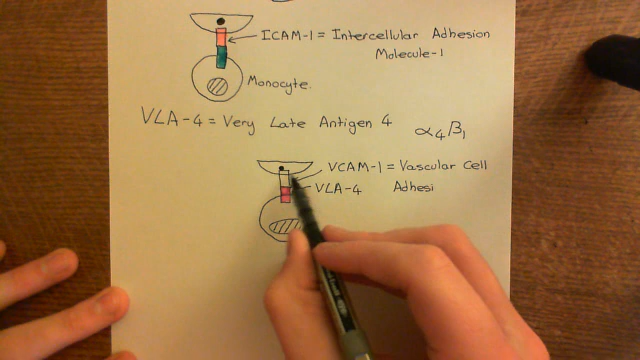 ICAM-1 = Intercellular Adhesion
Molecule-1
Monocyte.
VLA-4 = Very Late Antigen 4 α4β1
VCAM-1 = Vascular Cell
VLA-4 Adhesi